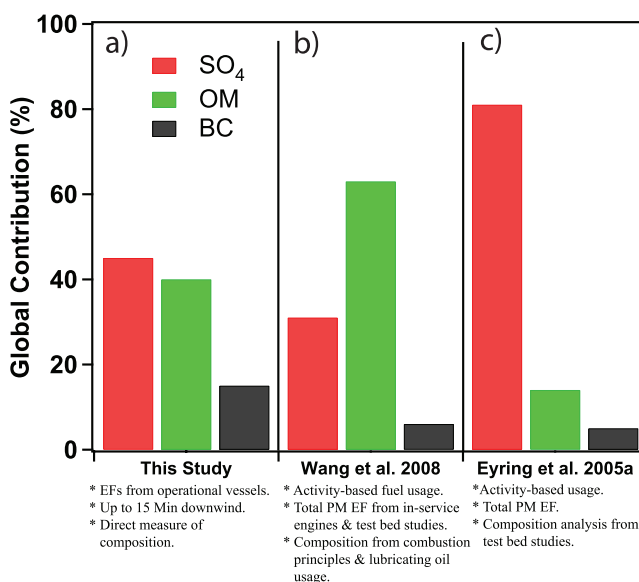 Global Contribution (%)
100
80
60
40
20
0
a)
b)
c)
SO4
OM
BC
This Study
Wang et al. 2008
Eyring et al. 2005a
* EFs from operational vessels.
* Up to 15 Min downwind.
* Direct measure of
composition.
* Activity-based fuel usage.
* Total PM EF from in-service
engines & test bed studies.
* Composition from combustion
principles & lubricating oil
usage.
*Activity-based usage.
* Total PM EF.
* Composition analysis from
test bed studies.